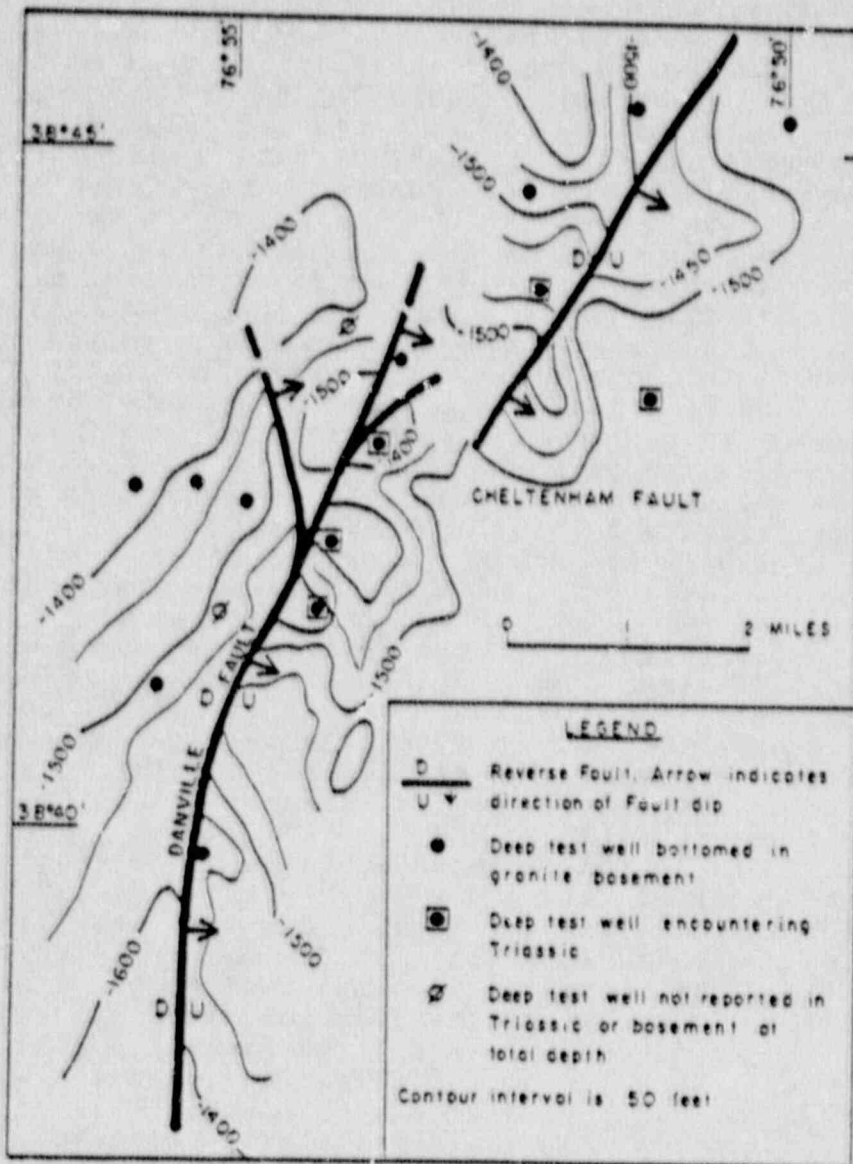 76° 55'
76° 50'
38°45'
-1400
-1500
-1500
-1400
D U
-1450
-1500
-1500
-1500
-1400
CHELTENHAM FAULT
-1400
0 1 2 MILES
-1500
DANVILLE FAULT
D U
-1500
38°40'
-1500
-1600
D U
-1400
LEGEND
D
U
Reverse Fault, Arrow indicates
direction of Fault dip
Deep test well bottomed in
granite basement
Deep test well encountering
Triassic
Deep test well not reported in
Triassic or basement at
total depth
Contour interval is 50 feet